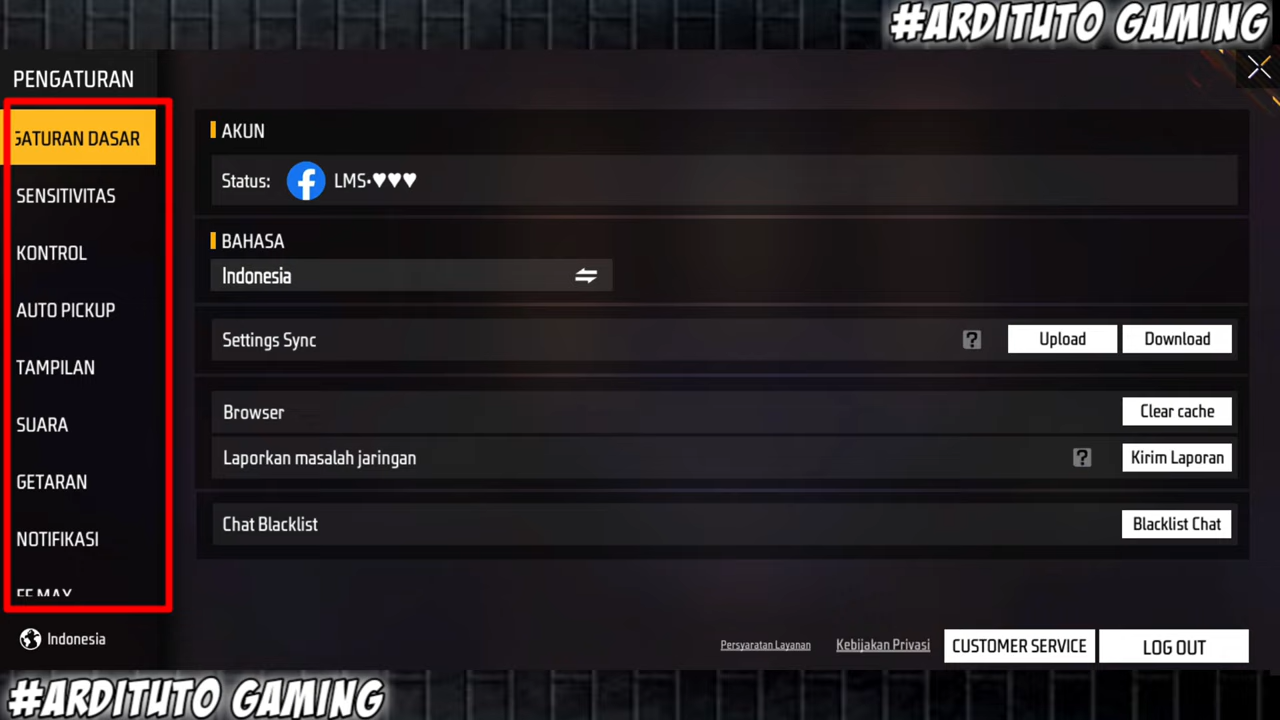 #ARDITUTO GAMING
PENGATURAN
GATURAN DASAR
SENSITIVITAS
KONTROL
AUTO PICKUP
TAMPILAN
SUARA
GETARAN
NOTIFIKASI
FF MAX
Indonesia
AKUN
Status: LMS•♥♥♥
BAHASA
Indonesia
Settings Sync ? Upload Download
Browser Clear cache
Laporkan masalah jaringan ? Kirim Laporan
Chat Blacklist Blacklist Chat
Persyaratan Layanan Kebijakan Privasi CUSTOMER SERVICE LOG OUT
#ARDITUTO GAMING